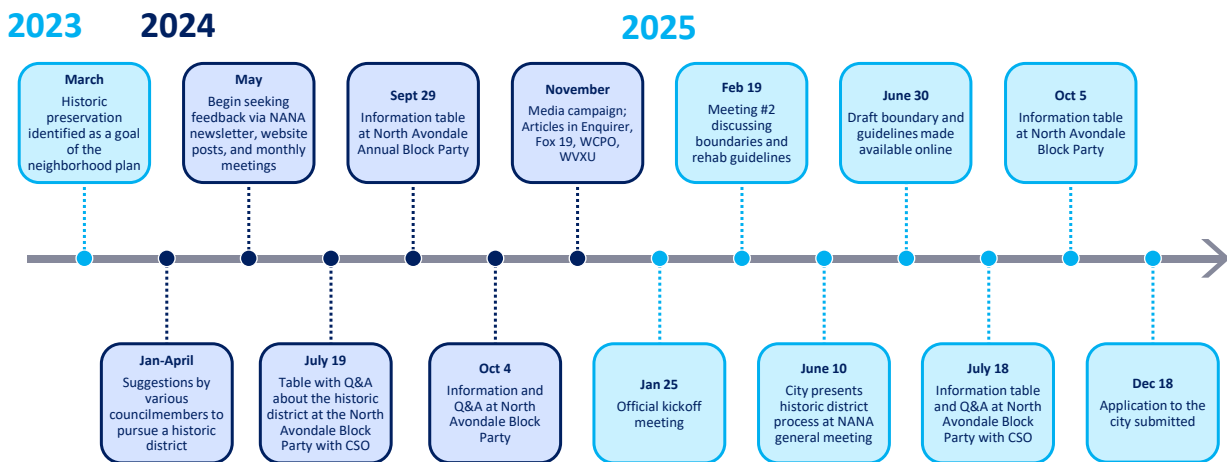 2023
2024
2025
March
Historic
preservation
identified as a goal
of the
neighborhood plan
May
Begin seeking
feedback via NANA
newsletter, website
posts, and monthly
meetings
Sept 29
Information table
at North Avondale
Annual Block Party
November
Media campaign;
Articles in Enquirer,
Fox 19, WCPO,
WVXU
Feb 19
Meeting #2
discussing
boundaries and
rehab guidelines
June 30
Draft boundary and
guidelines made
available online
Oct 5
Information table
at North Avondale
Block Party
Jan-April
Suggestions by
various
councilmembers to
pursue a historic
district
July 19
Table with Q&A
about the historic
district at the North
Avondale Block
Party with CSO
Oct 4
Information and
Q&A at North
Avondale Block
Party
Jan 25
Official kickoff
meeting
June 10
City presents
historic district
process at NANA
general meeting
July 18
Information table
and Q&A at North
Avondale Block
Party with CSO
Dec 18
Application to the
city submitted